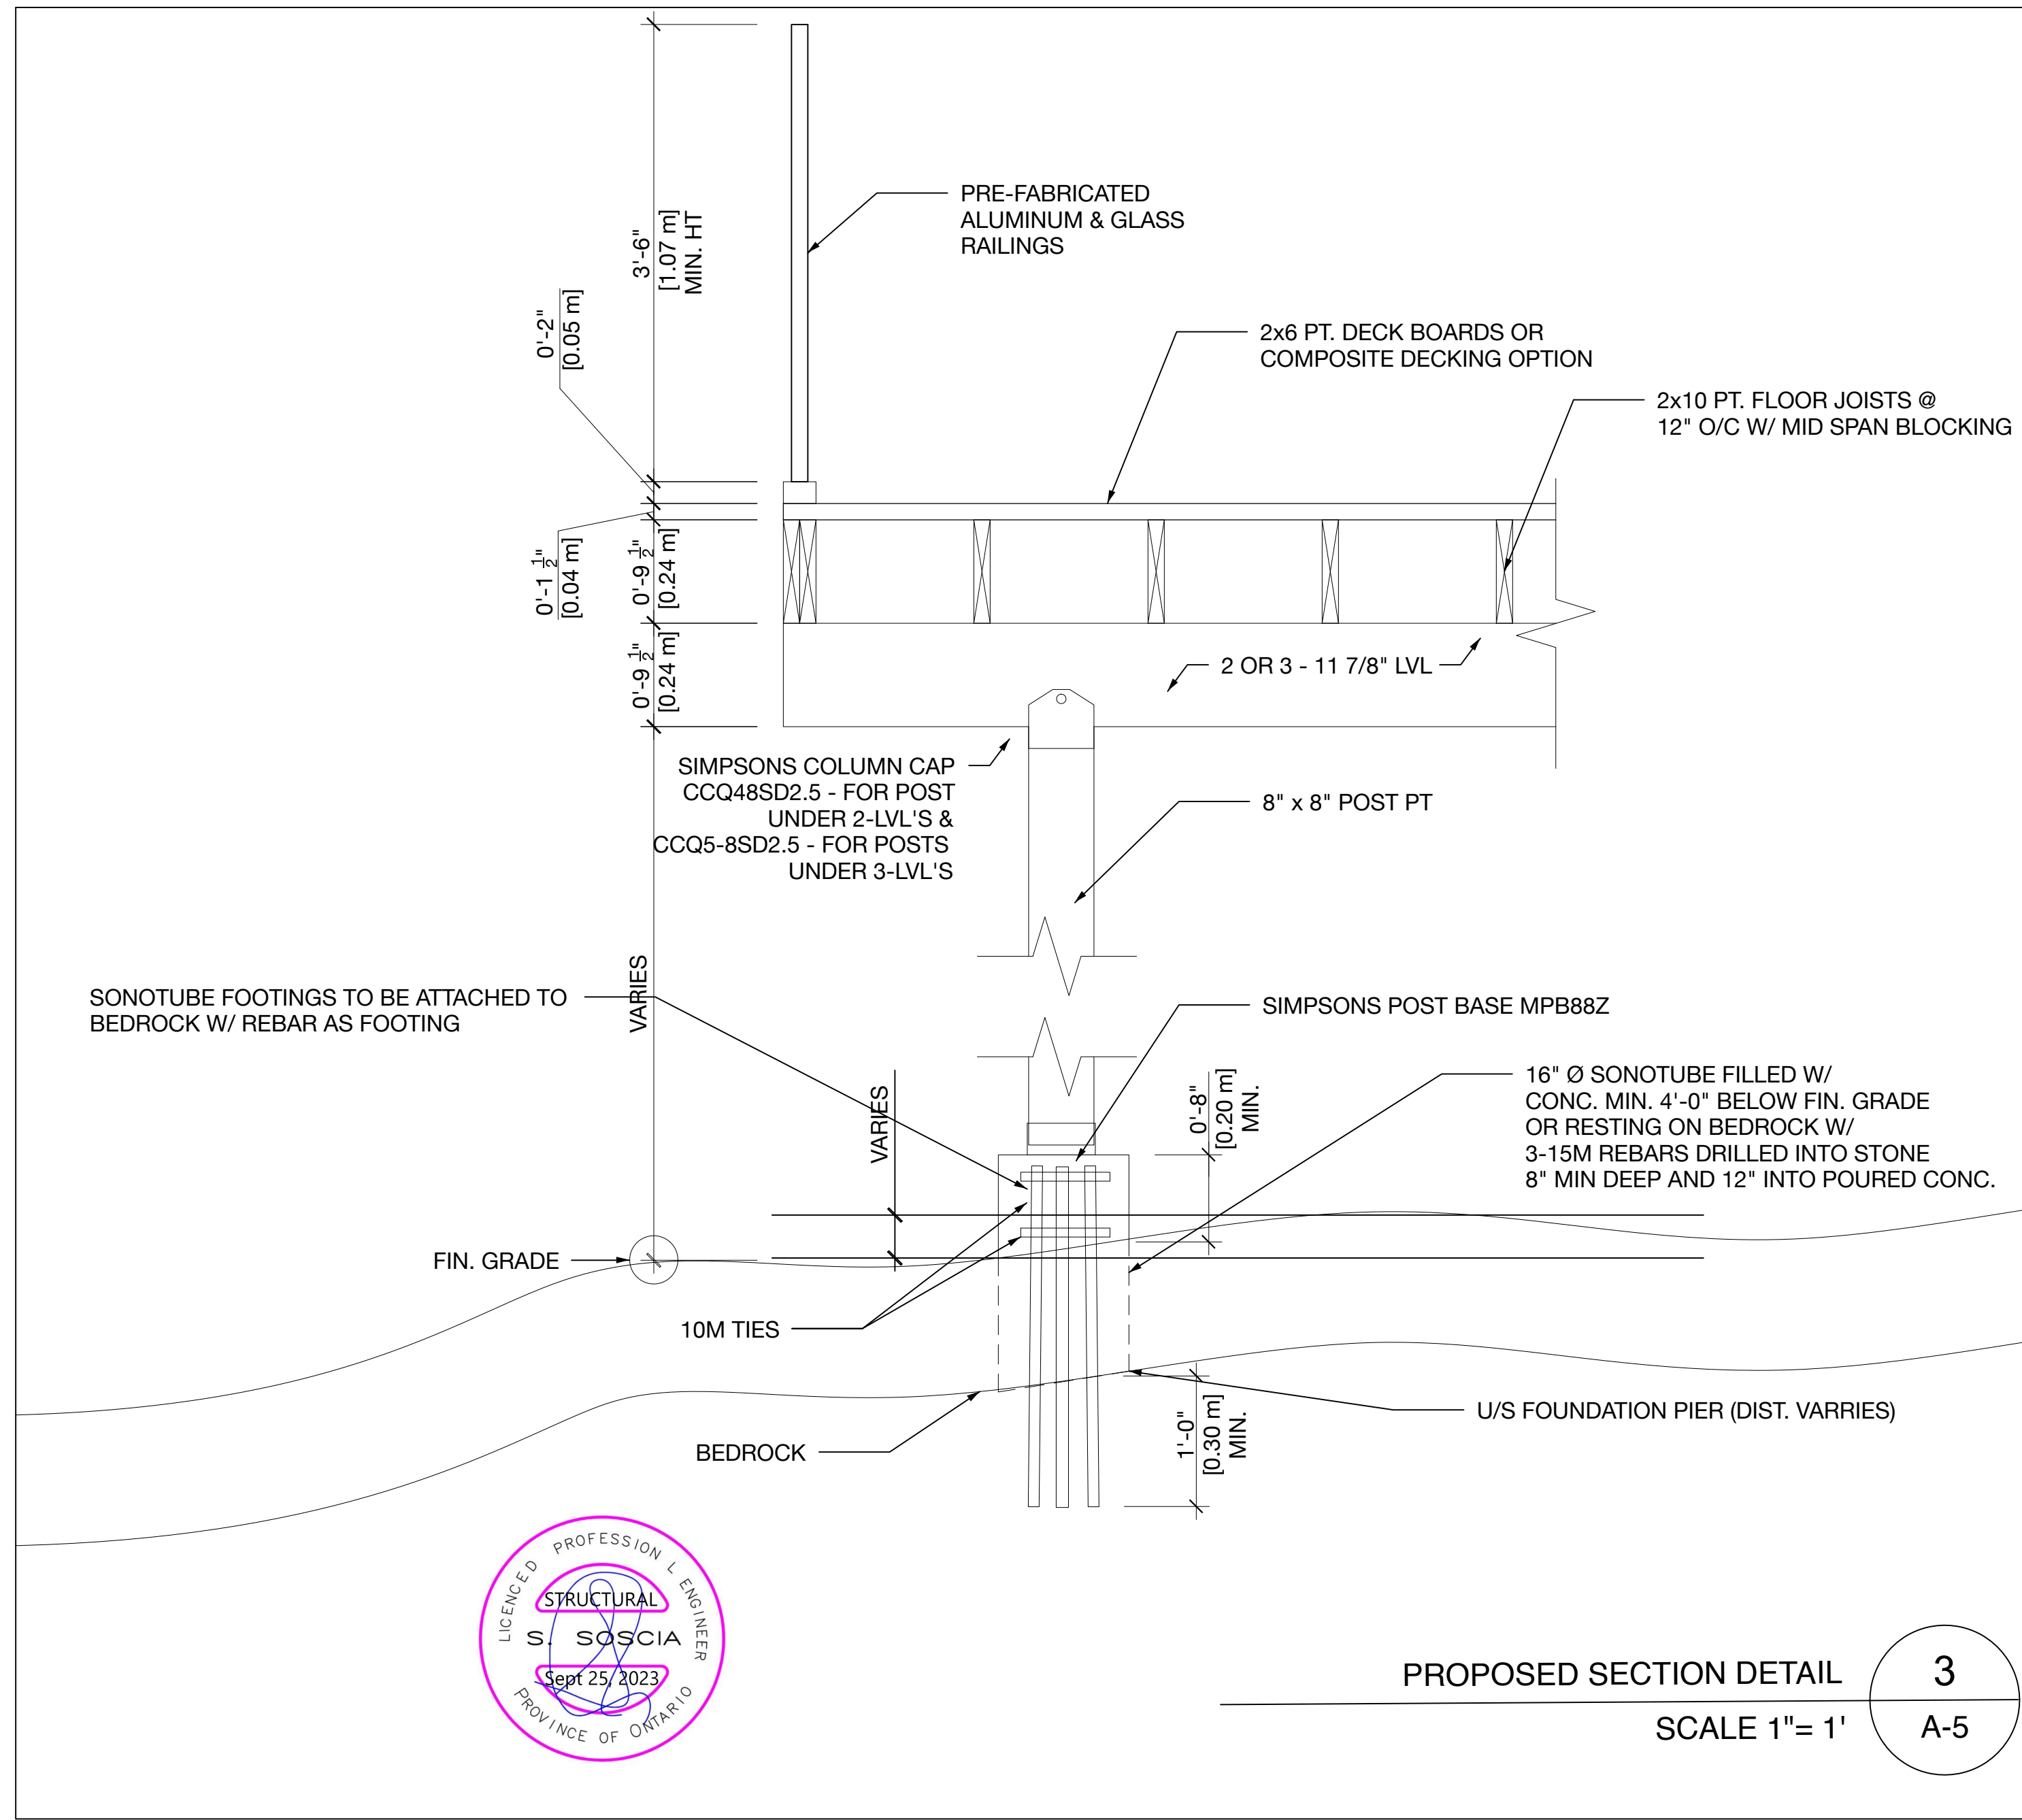 3'-6"
[1.07 m]
MIN. HT
0'-2"
[0.05 m]
0'-1 1/2"
[0.04 m]
0'-9 1/2"
[0.24 m]
0'-9 1/2"
[0.24 m]
VARIES
PRE-FABRICATED
ALUMINUM & GLASS
RAILINGS
2x6 PT. DECK BOARDS OR
COMPOSITE DECKING OPTION
2x10 PT. FLOOR JOISTS @
12" O/C W/ MID SPAN BLOCKING
2 OR 3 - 11 7/8" LVL
SIMPSONS COLUMN CAP
CCQ48SD2.5 - FOR POST
UNDER 2-LVL'S &
CCQ5-8SD2.5 - FOR POSTS
UNDER 3-LVL'S
8" x 8" POST PT
SONOTUBE FOOTINGS TO BE ATTACHED TO
BEDROCK W/ REBAR AS FOOTING
SIMPSONS POST BASE MPB88Z
VARIES
0'-8"
[0.20 m]
MIN.
16" Ø SONOTUBE FILLED W/
CONC. MIN. 4'-0" BELOW FIN. GRADE
OR RESTING ON BEDROCK W/
3-15M REBARS DRILLED INTO STONE
8" MIN DEEP AND 12" INTO POURED CONC.
FIN. GRADE
10M TIES
BEDROCK
1'-0"
[0.30 m]
MIN.
U/S FOUNDATION PIER (DIST. VARRIES)
LICENCED PROFESSION L ENGINEER
STRUCTURAL
S. SOSCIA
Sept 25, 2023
PROVINCE OF ONTARIO
PROPOSED SECTION DETAIL
SCALE 1"= 1'
3
A-5